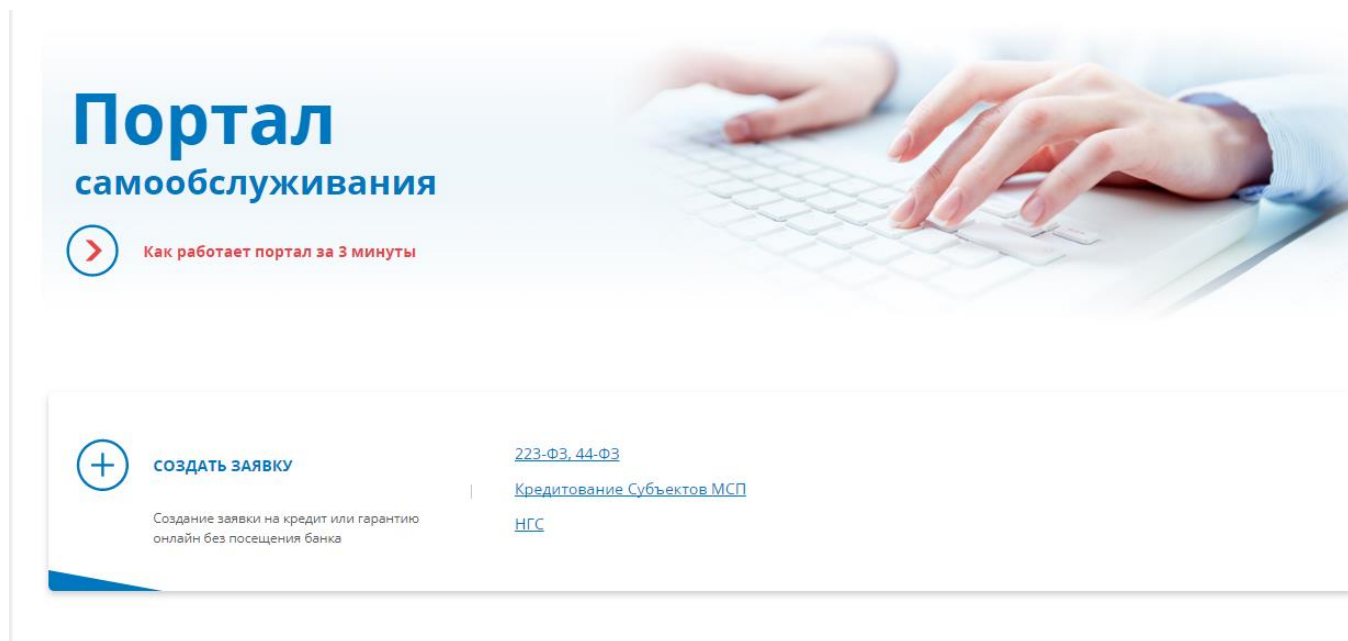 Портал
самообслуживания
Как работает портал за 3 минуты
СОЗДАТЬ ЗАЯВКУ
Создание заявки на кредит или гарантию
онлайн без посещения банка
223-ФЗ, 44-ФЗ
Кредитование Субъектов МСП
НГС